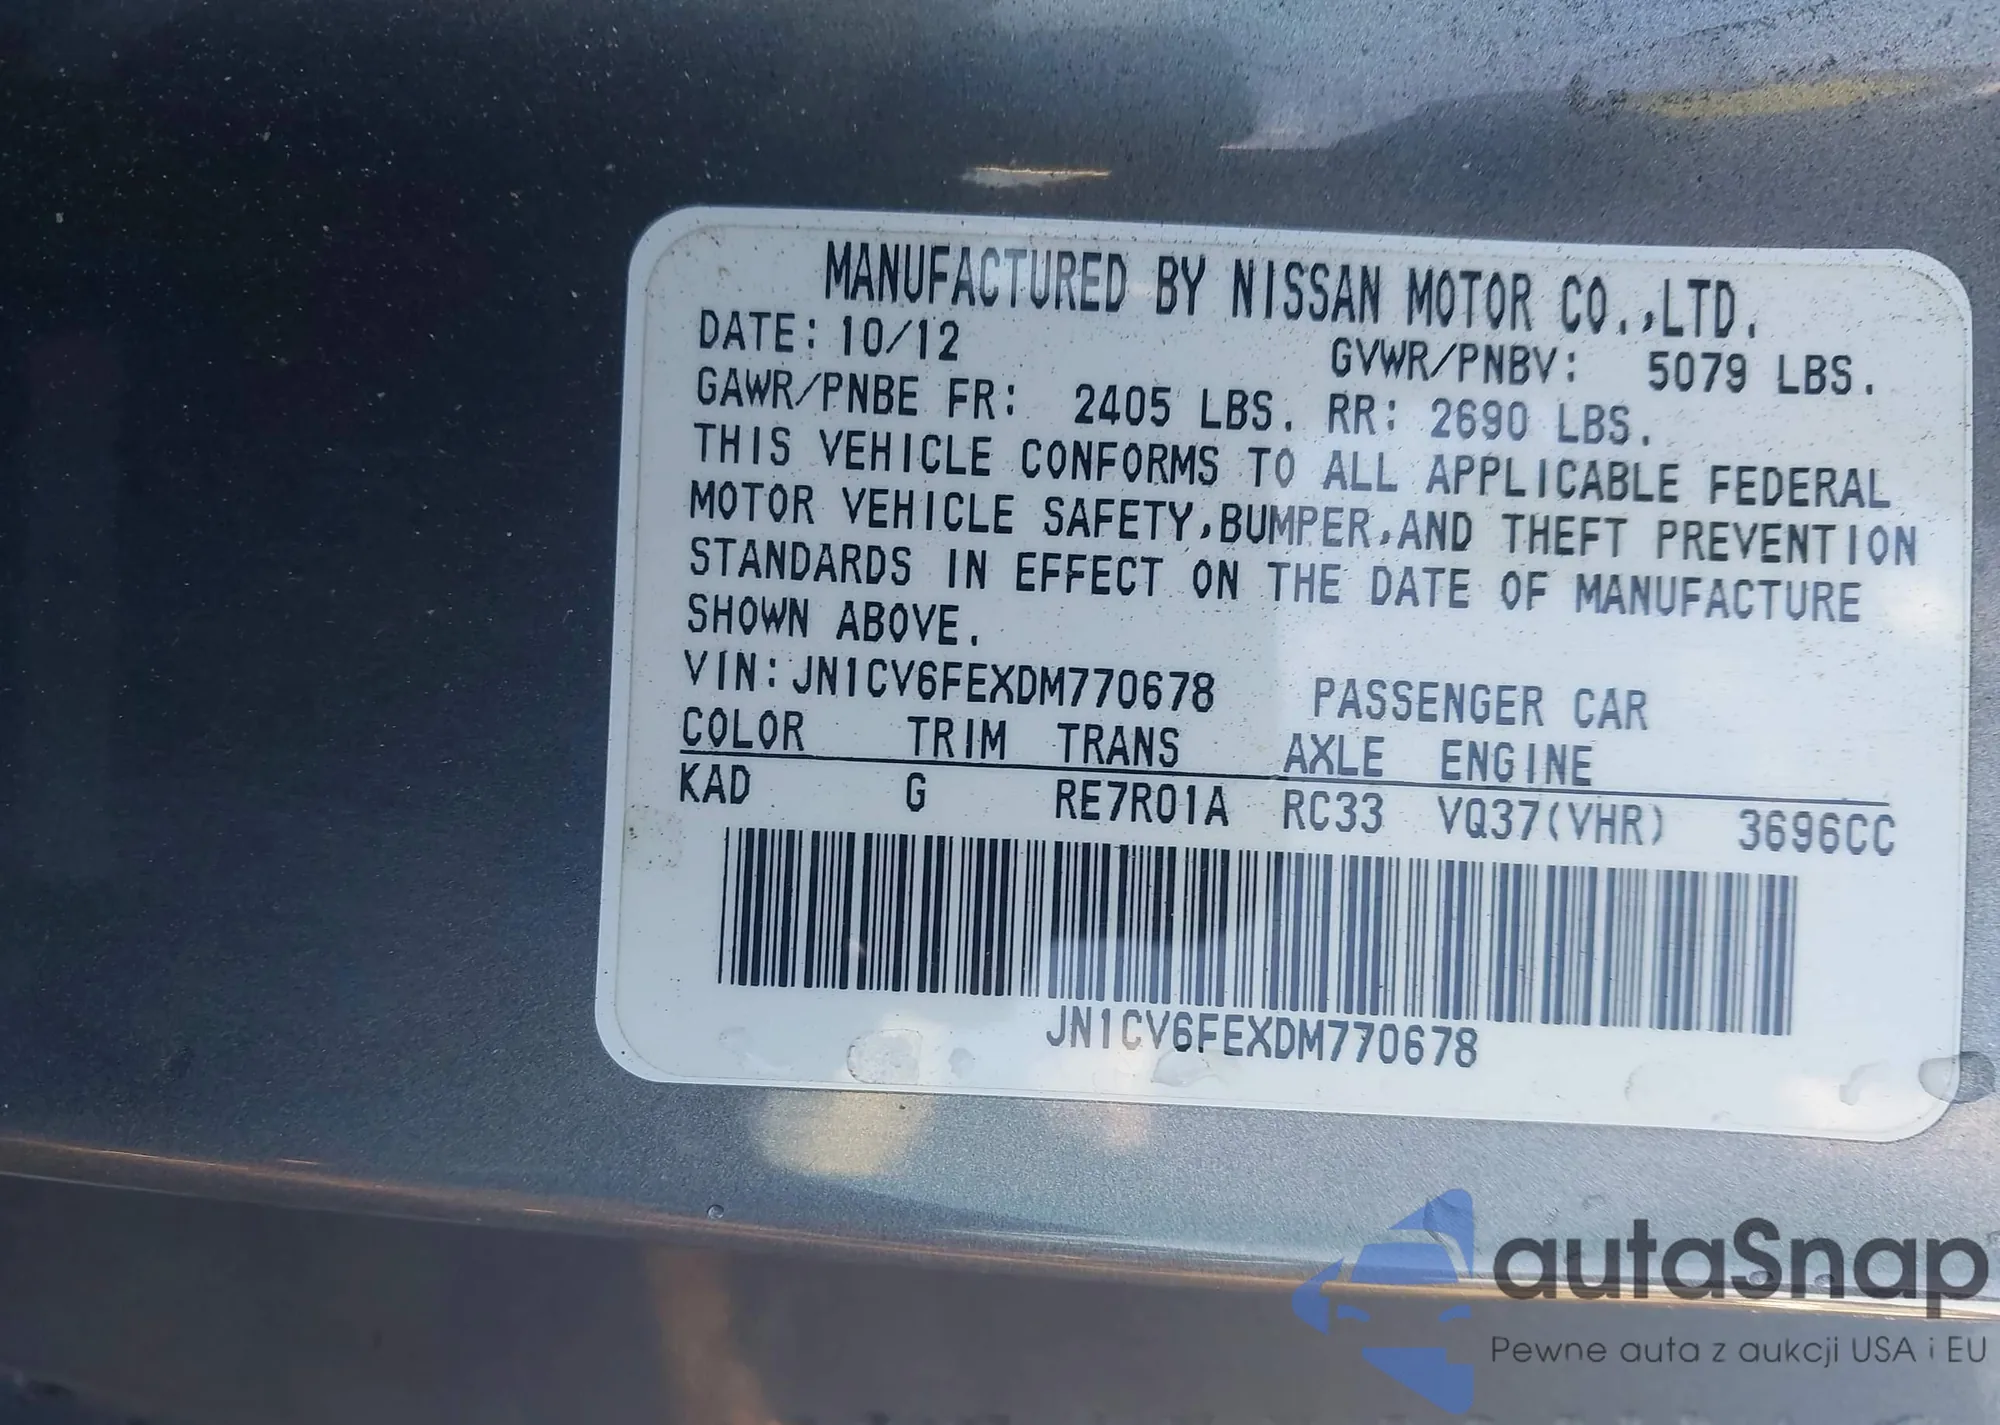 MANUFACTURED BY NISSAN MOTOR CO.,LTD.
DATE: 10/12 GVWR/PNBV: 5079 LBS.
GAWR/PNBE FR: 2405 LBS. RR: 2690 LBS.
THIS VEHICLE CONFORMS TO ALL APPLICABLE FEDERAL
MOTOR VEHICLE SAFETY,BUMPER,AND THEFT PREVENTION
STANDARDS IN EFFECT ON THE DATE OF MANUFACTURE
SHOWN ABOVE.
VIN: JN1CV6FEXDM770678 PASSENGER CAR
COLOR TRIM TRANS AXLE ENGINE
KAD G RE7R01A RC33 VQ37(VHR) 3696CC
JN1CV6FEXDM770678
autaSnap
Pewne auta z aukcji USA i EU